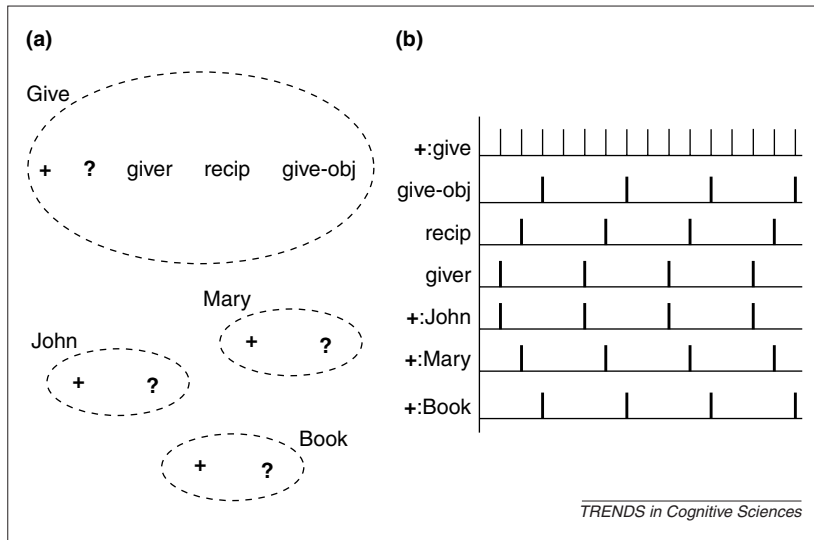 (a)
Give
+ ? giver recip give-obj
Mary
+ ?
John
+ ?
Book
+ ?
(b)
+:give
give-obj
recip
giver
+:John
+:Mary
+:Book
TRENDS in Cognitive Sciences